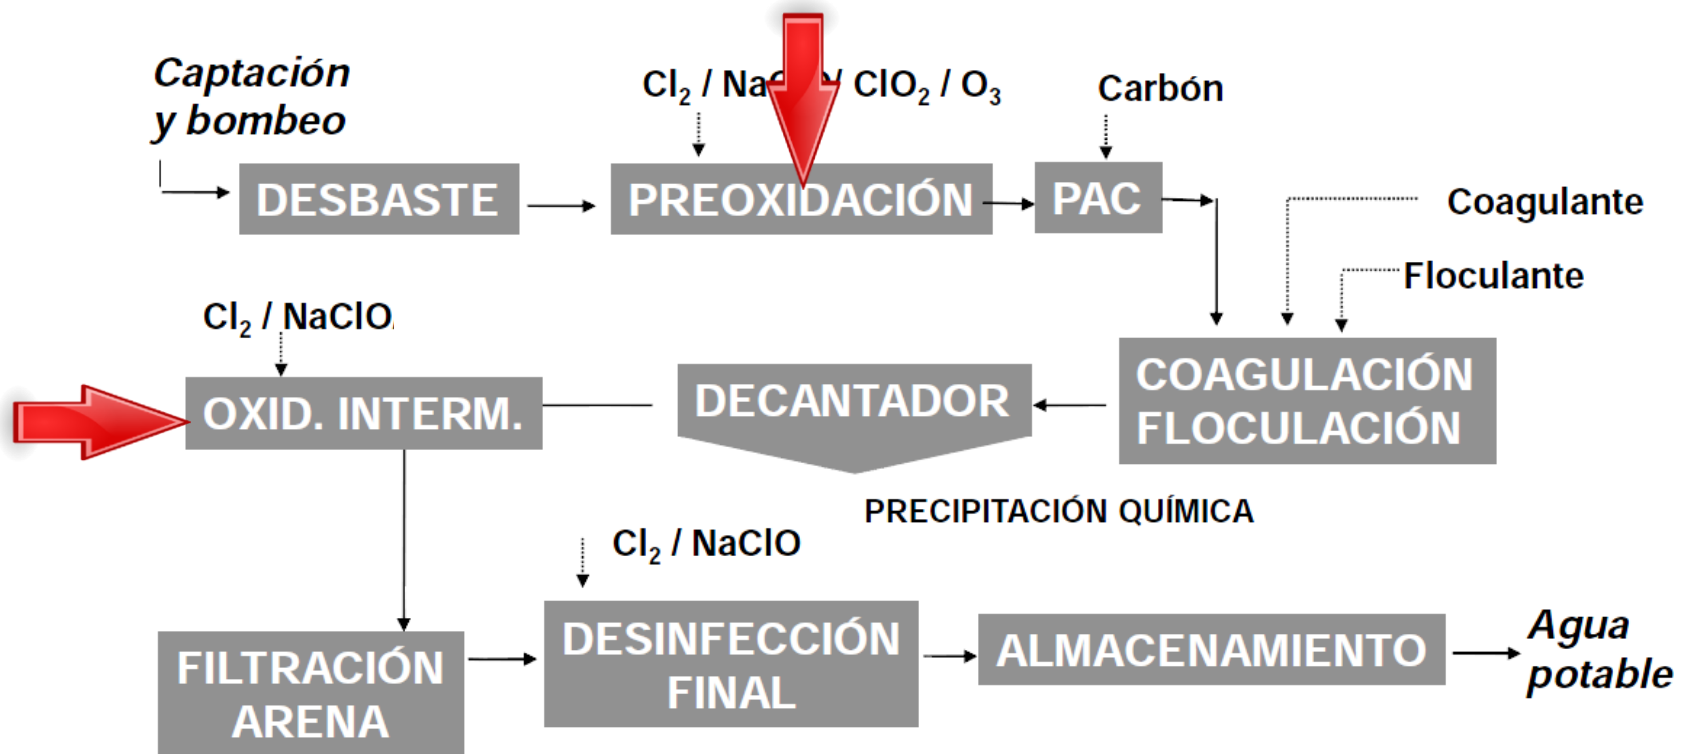 Captación
y bombeo
Cl₂ / Na / ClO₂ / O₃
Carbón
DESBASTE
PREOXIDACIÓN
PAC
Coagulante
Floculante
Cl₂ / NaClO
OXID. INTERM.
DECANTADOR
COAGULACIÓN
FLOCULACIÓN
PRECIPITACIÓN QUÍMICA
Cl₂ / NaClO
FILTRACIÓN
ARENA
DESINFECCIÓN
FINAL
ALMACENAMIENTO
Agua
potable